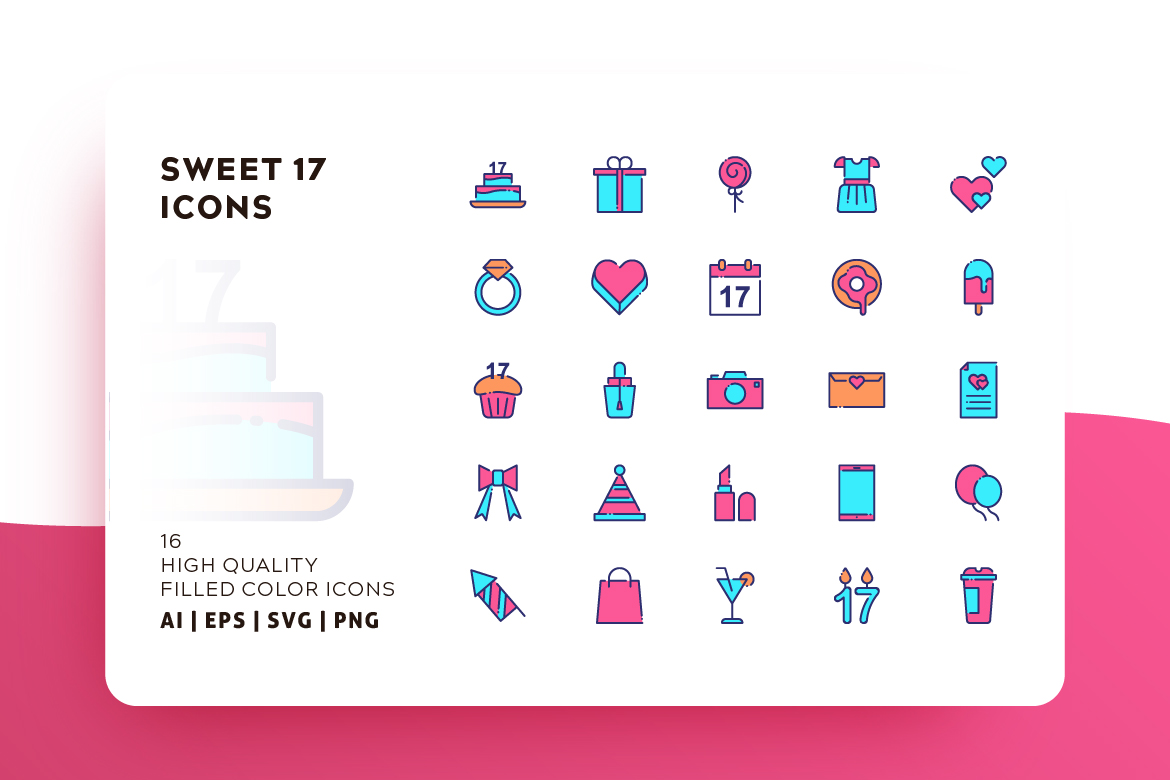 SWEET 17
ICONS
17
17
17
17
17
16
HIGH QUALITY
FILLED COLOR ICONS
AI | EPS | SVG | PNG